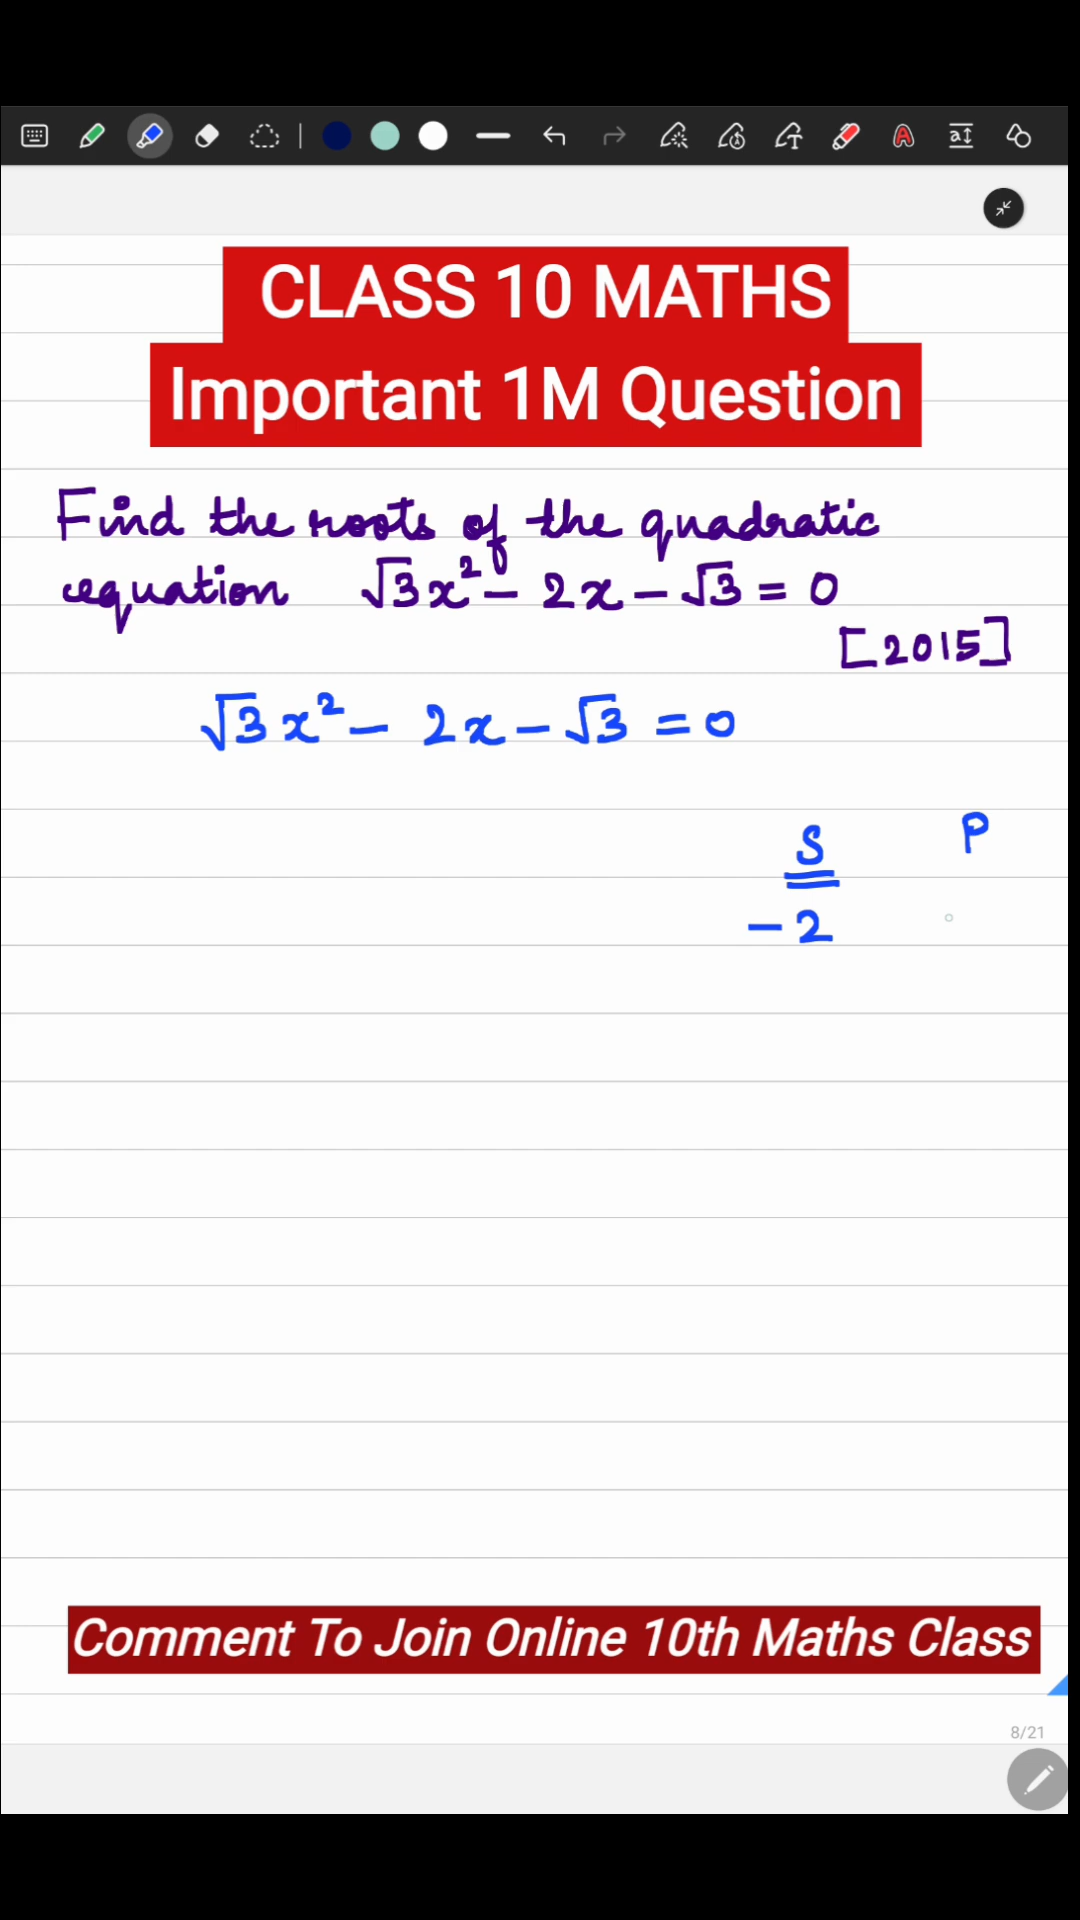 CLASS 10 MATHS
Important 1M Question
Find the roots of the quadratic
equation √3x² - 2x - √3 = 0
[2015]
√3x² - 2x - √3 = 0
S P
-2
Comment To Join Online 10th Maths Class
8/21